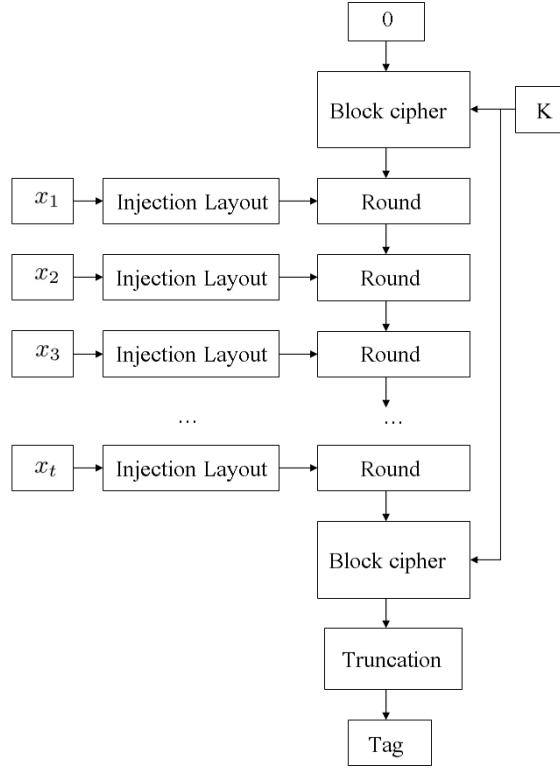 0
Block cipher
K
x₁
Injection Layout
Round
x₂
Injection Layout
Round
x₃
Injection Layout
Round
...
...
xₜ
Injection Layout
Round
Block cipher
Truncation
Tag